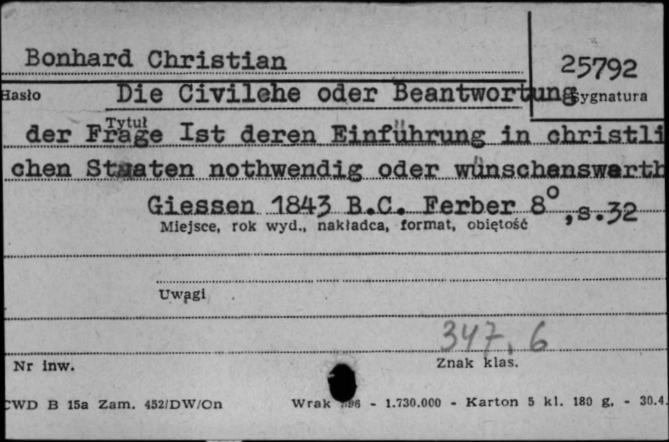 Bonhard Christian
25792
Hasło
Die Civilehe oder Beantwortung
Sygnatura
Tytuł
der Frage Ist deren Einführung in christli
chen Staaten nothwendig oder wünschenswerth
Giessen 1843 B.C. Ferber 8°, s.32
Miejsce, rok wyd., nakładca, format, objętość
Uwagi
347.6
Nr inw.
Znak klas.
CWD B 15a Zam. 452/DW/On
Wrak 596 - 1.730.000 - Karton 5 kl. 180 g. - 30.4.